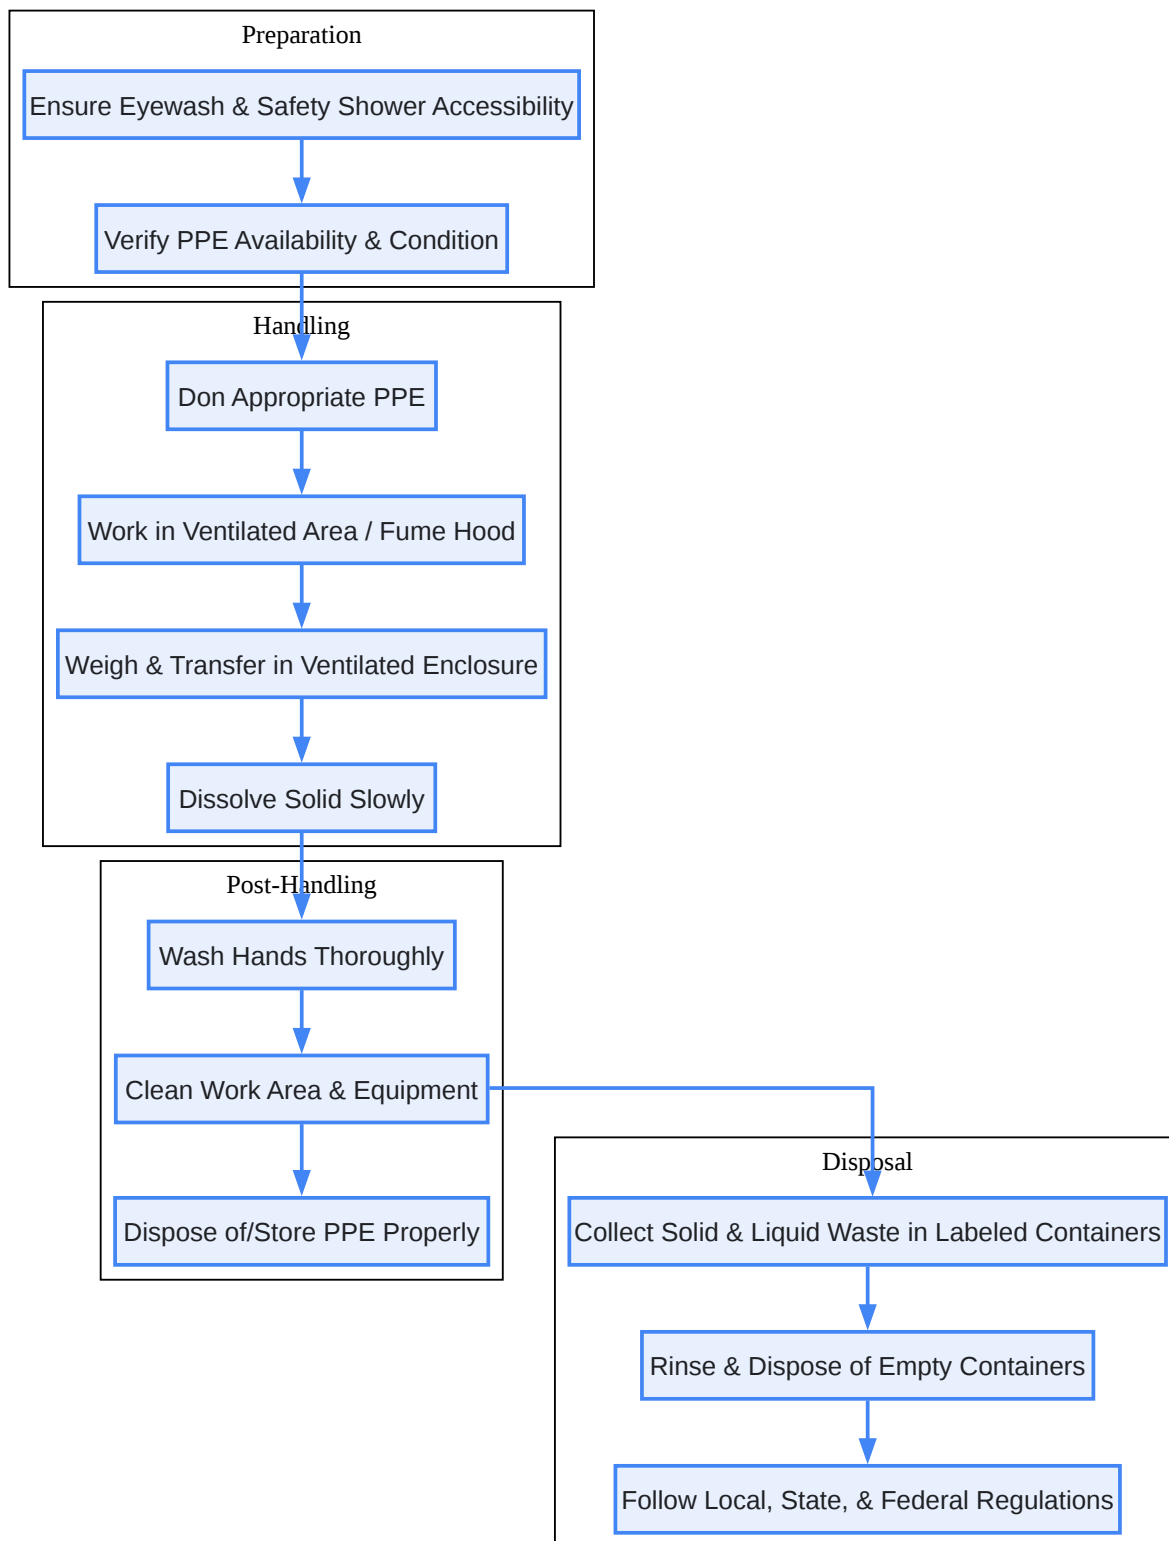 Preparation
Ensure Eyewash & Safety Shower Accessibility
Verify PPE Availability & Condition
Handling
Don Appropriate PPE
Work in Ventilated Area / Fume Hood
Weigh & Transfer in Ventilated Enclosure
Dissolve Solid Slowly
Post-Handling
Wash Hands Thoroughly
Clean Work Area & Equipment
Dispose of/Store PPE Properly
Disposal
Collect Solid & Liquid Waste in Labeled Containers
Rinse & Dispose of Empty Containers
Follow Local, State, & Federal Regulations